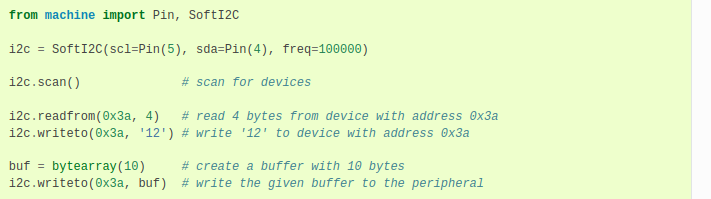 from machine import Pin, SoftI2C
i2c = SoftI2C(scl=Pin(5), sda=Pin(4), freq=100000)
i2c.scan()              # scan for devices
i2c.readfrom(0x3a, 4)   # read 4 bytes from device with address 0x3a
i2c.writeto(0x3a, '12') # write '12' to device with address 0x3a
buf = bytearray(10)     # create a buffer with 10 bytes
i2c.writeto(0x3a, buf)  # write the given buffer to the peripheral